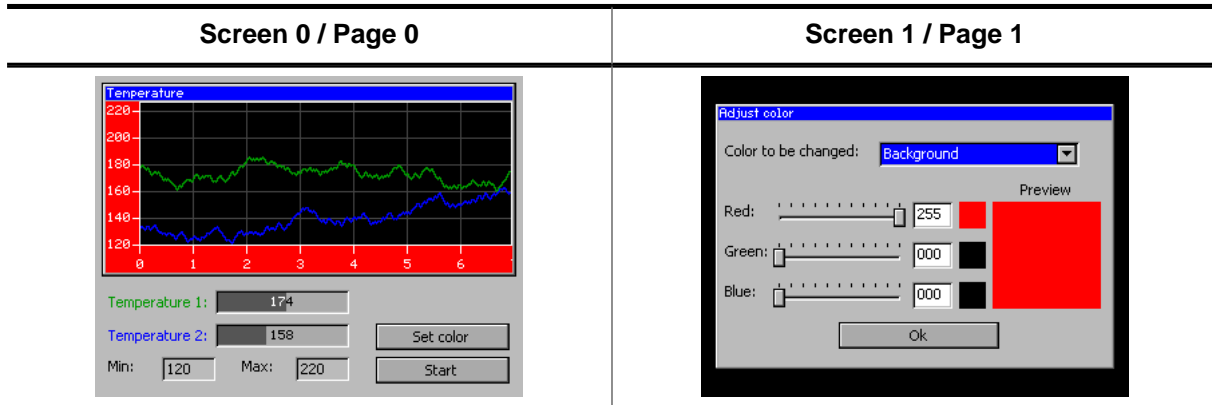 Screen 0 / Page 0
Screen 1 / Page 1
Temperature
220
200
180
160
140
120
0 1 2 3 4 5 6
Temperature 1: 174
Temperature 2: 158
Set color
Min: 120 Max: 220
Start
Adjust color
Color to be changed: Background
Preview
Red: 255
Green: 000
Blue: 000
Ok